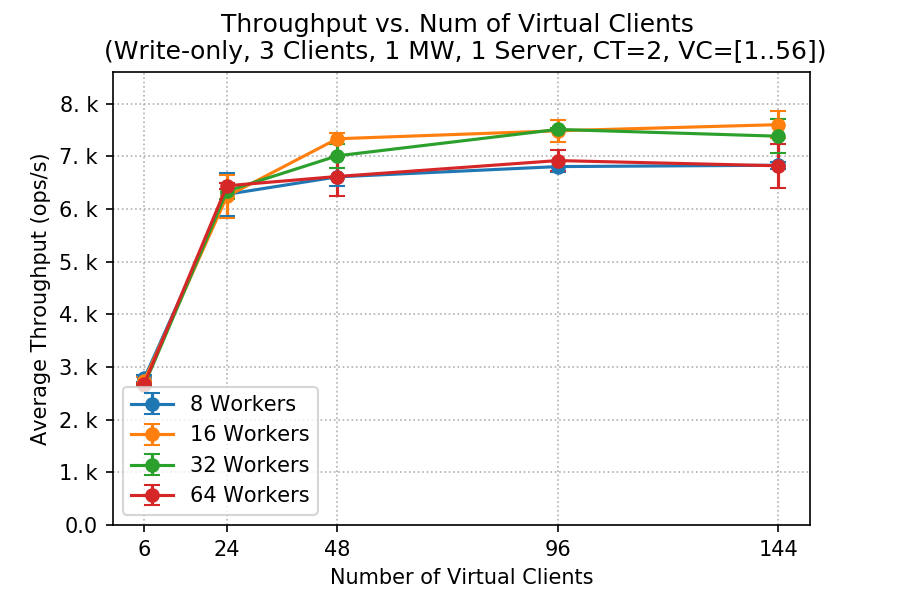 Throughput vs. Num of Virtual Clients
(Write-only, 3 Clients, 1 MW, 1 Server, CT=2, VC=[1..56])
Average Throughput (ops/s)
8. k
7. k
6. k
5. k
4. k
3. k
2. k
1. k
0.0
8 Workers
16 Workers
32 Workers
64 Workers
6 24 48 96 144
Number of Virtual Clients